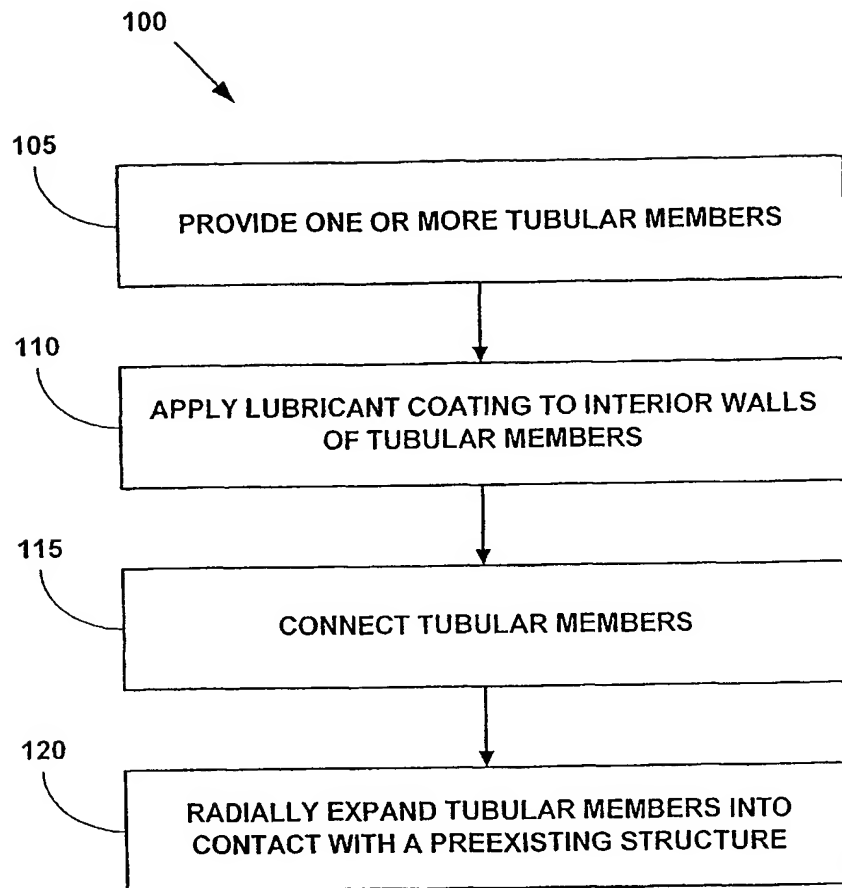 100
105
PROVIDE ONE OR MORE TUBULAR MEMBERS
110
APPLY LUBRICANT COATING TO INTERIOR WALLS
OF TUBULAR MEMBERS
115
CONNECT TUBULAR MEMBERS
120
RADIALLY EXPAND TUBULAR MEMBERS INTO
CONTACT WITH A PREEXISTING STRUCTURE